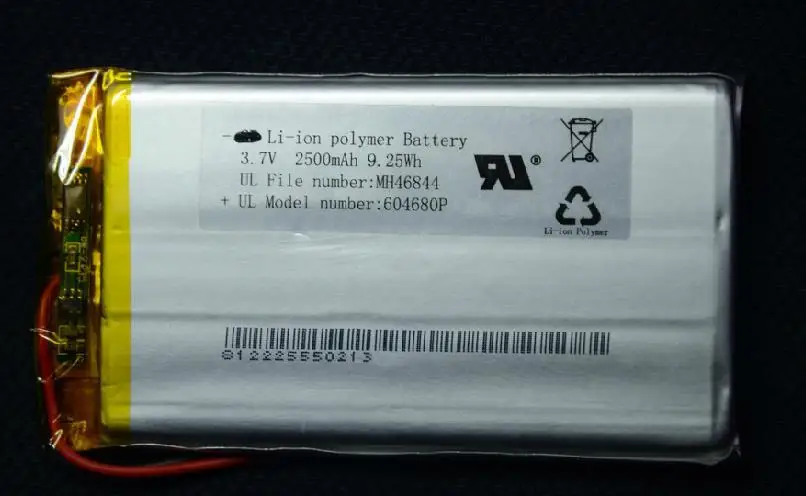 - Li-ion polymer Battery
3.7V 2500mAh 9.25Wh
UL File number:MH46844
+ UL Model number:604680P
RU®
Li-ion Polymer
812225550213